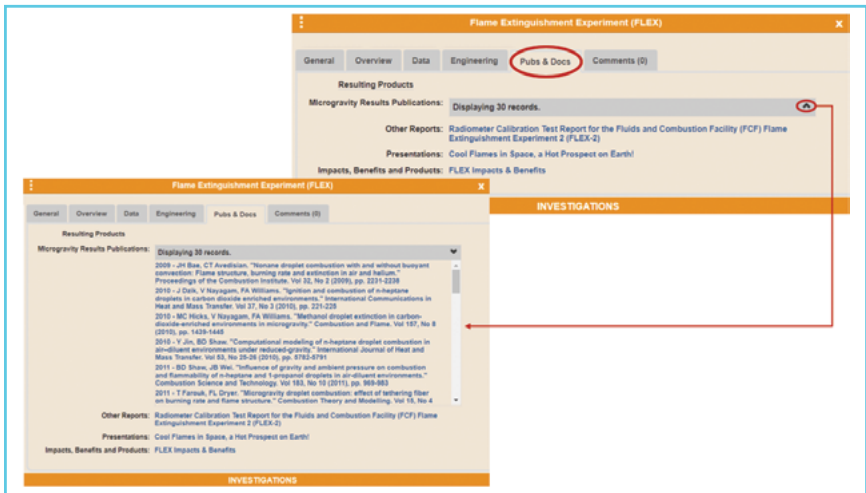 Flame Extinguishment Experiment (FLEX) x
General Overview Data Engineering Pubs & Docs Comments (0)
Resulting Products
Microgravity Results Publications: Displaying 30 records.
Other Reports: Radiometer Calibration Test Report for the Fluids and Combustion Facility (FCF) Flame
Extinguishment Experiment 2 (FLEX-2)
Presentations: Cool Flames in Space, a Hot Prospect on Earth!
Impacts, Benefits and Products: FLEX Impacts & Benefits
INVESTIGATIONS
Flame Extinguishment Experiment (FLEX) x
General Overview Data Engineering Pubs & Docs Comments (0)
Resulting Products
Microgravity Results Publications: Displaying 30 records.
2009 - JH Bae, CT Avedisian. "Nonane droplet combustion with and without buoyant
convection: Flame structure, burning rate and extinction in air and helium."
Proceedings of the Combustion Institute. Vol 32, No 2 (2009), pp. 2231-2238
2010 - J Daik, V Nayagam, FA Williams. "Ignition and combustion of n-heptane
droplets in carbon dioxide enriched environments." International Communications in
Heat and Mass Transfer. Vol 37, No 3 (2010), pp. 221-225
2010 - MC Hicks, V Nayagam, FA Williams. "Methanol droplet extinction in carbon-
dioxide-enriched environments in microgravity." Combustion and Flame. Vol 157, No 8
(2010), pp. 1439-1445
2010 - Y Jin, BD Shaw. "Computational modeling of n-heptane droplet combustion in
air-diluent environments under reduced-gravity." International Journal of Heat and
Mass Transfer. Vol 53, No 25-26 (2010), pp. 5782-5791
2011 - BD Shaw, JB Wei. "Influence of gravity and ambient pressure on combustion
and flammability of n-heptane and 1-propanol droplets in air-diluent environments."
Combustion Science and Technology. Vol 183, No 10 (2011), pp. 969-983
2011 - T Farouk, FL Dryer. "Microgravity droplet combustion: effect of tethering fiber
on burning rate and flame structure." Combustion Theory and Modelling. Vol 15, No 4
Other Reports: Radiometer Calibration Test Report for the Fluids and Combustion Facility (FCF) Flame
Extinguishment Experiment 2 (FLEX-2)
Presentations: Cool Flames in Space, a Hot Prospect on Earth!
Impacts, Benefits and Products: FLEX Impacts & Benefits
INVESTIGATIONS